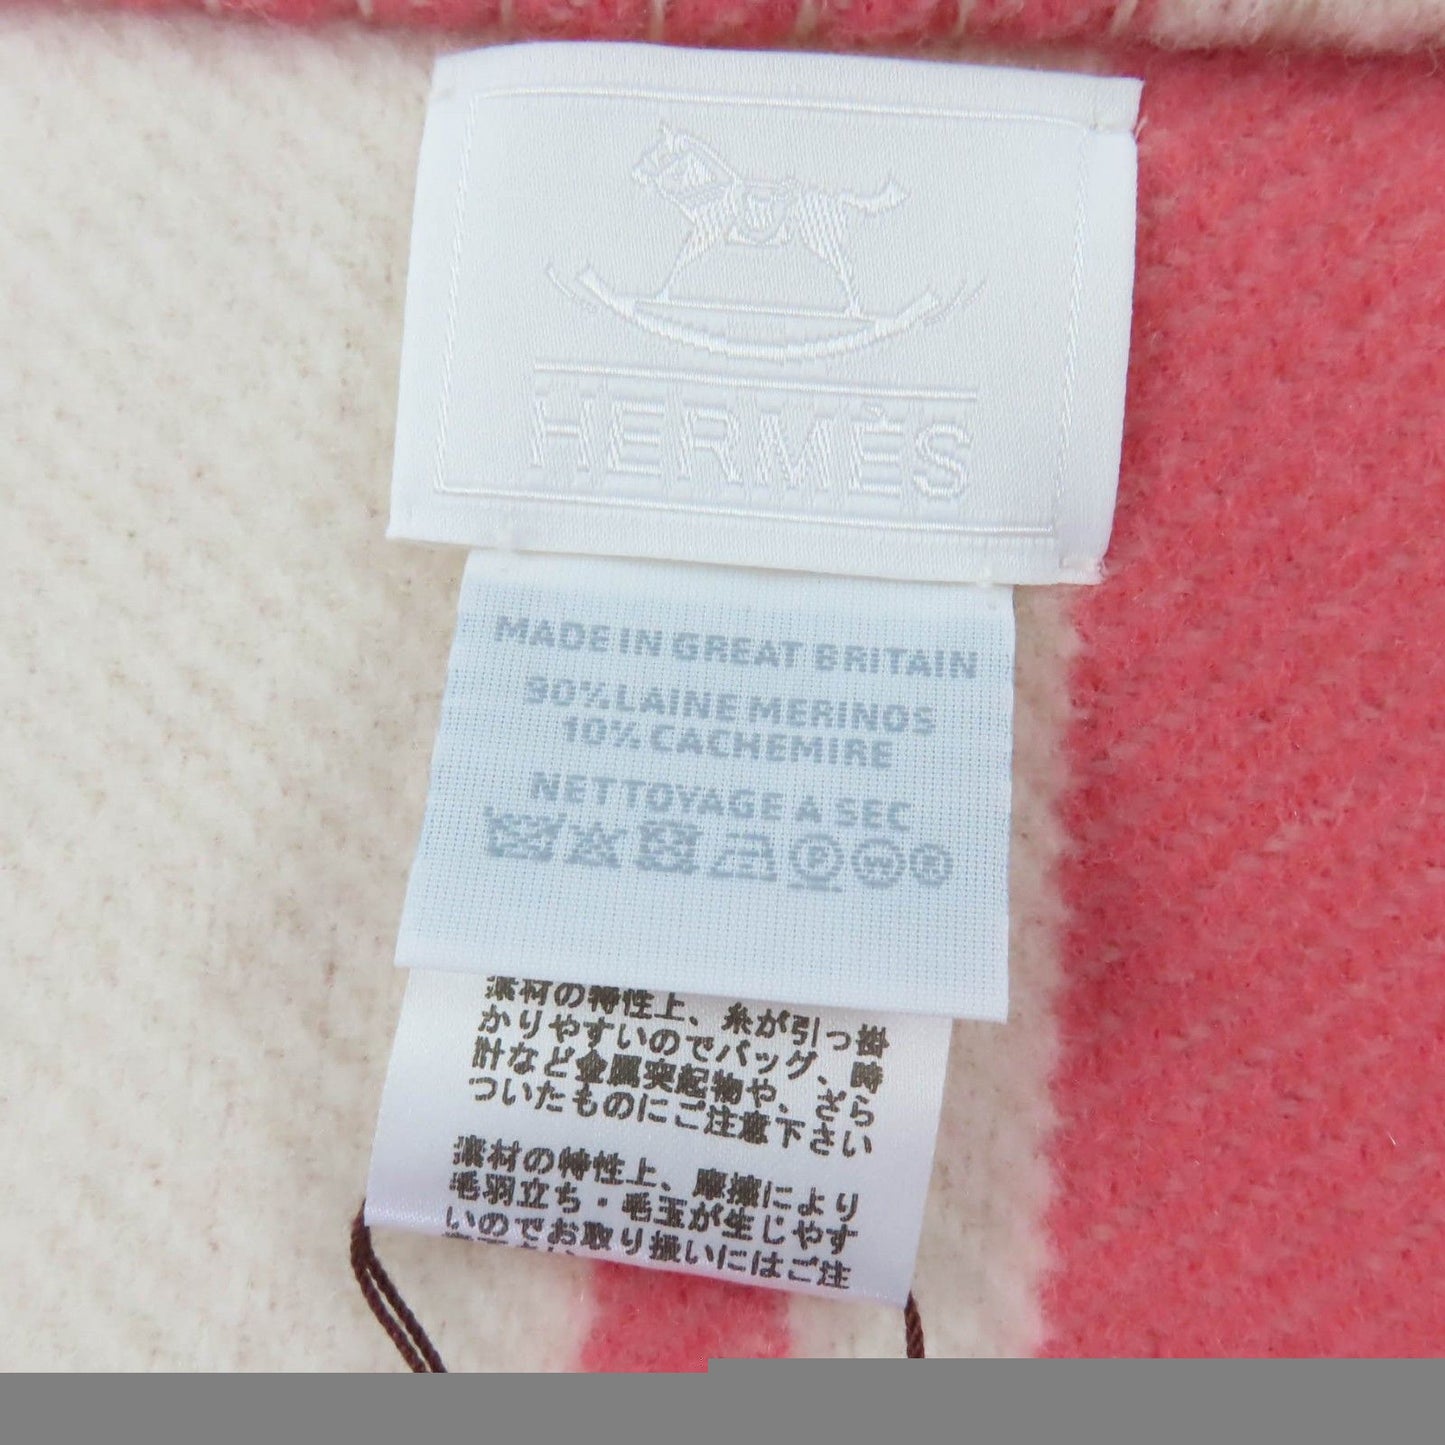 HERMÈS
MADE IN GREAT BRITAIN
90% LAINE MERINOS
10% CACHEMIRE
NETTOYAGE A SEC
P W R
素材の特性上、糸が引っ掛
かりやすいのでバッグ、時
計など金属突起物や、ざら
ついたものにご注意下さい
素材の特性上、摩擦により
毛羽立ち・毛玉が生じやす
いのでお取り扱いにはご注